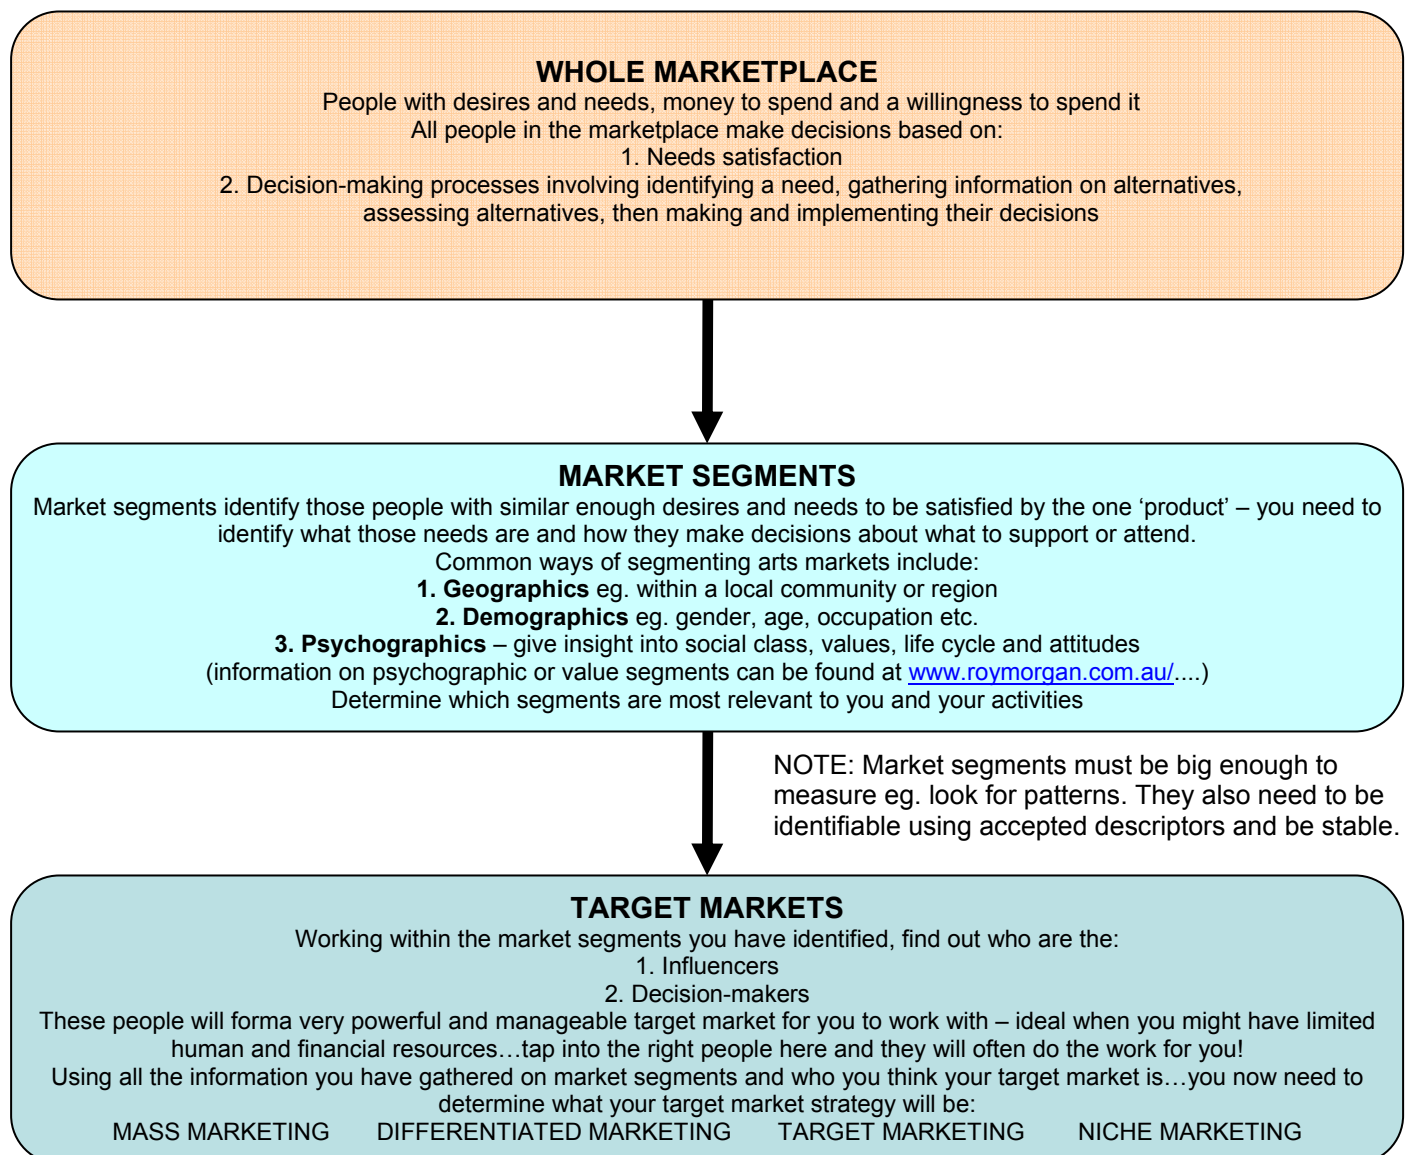 WHOLE MARKETPLACE
People with desires and needs, money to spend and a willingness to spend it
All people in the marketplace make decisions based on:
1. Needs satisfaction
2. Decision-making processes involving identifying a need, gathering information on alternatives,
assessing alternatives, then making and implementing their decisions
MARKET SEGMENTS
Market segments identify those people with similar enough desires and needs to be satisfied by the one ‘product’ – you need to
identify what those needs are and how they make decisions about what to support or attend.
Common ways of segmenting arts markets include:
1. Geographics eg. within a local community or region
2. Demographics eg. gender, age, occupation etc.
3. Psychographics – give insight into social class, values, life cycle and attitudes
(information on psychographic or value segments can be found at www.roymorgan.com.au/....)
Determine which segments are most relevant to you and your activities
NOTE: Market segments must be big enough to
measure eg. look for patterns. They also need to be
identifiable using accepted descriptors and be stable.
TARGET MARKETS
Working within the market segments you have identified, find out who are the:
1. Influencers
2. Decision-makers
These people will forma very powerful and manageable target market for you to work with – ideal when you might have limited
human and financial resources…tap into the right people here and they will often do the work for you!
Using all the information you have gathered on market segments and who you think your target market is…you now need to
determine what your target market strategy will be:
MASS MARKETING DIFFERENTIATED MARKETING TARGET MARKETING NICHE MARKETING